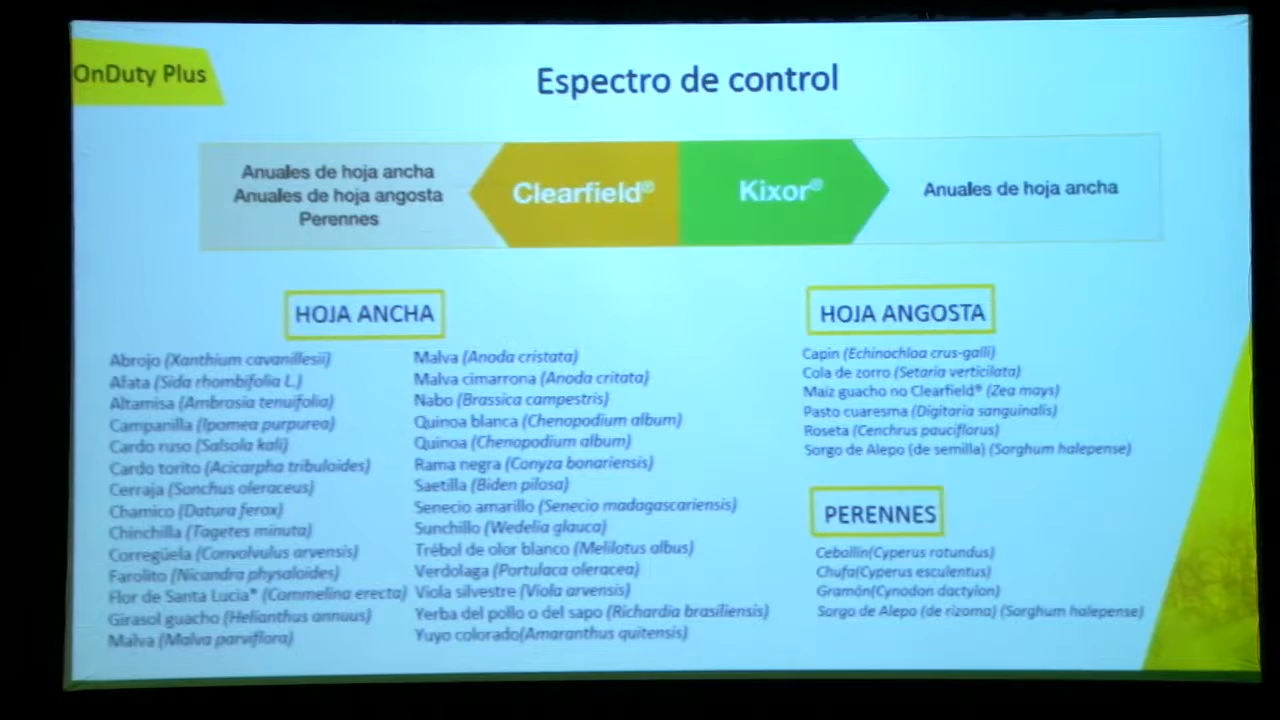 OnDuty Plus
Espectro de control
Anuales de hoja ancha
Anuales de hoja angosta
Perennes
Clearfield®
Kixor®
Anuales de hoja ancha
HOJA ANCHA
Abrojo (Xanthium cavanillesii)
Afata (Sida rhombifolia L.)
Altamisa (Ambrosia tenuifolia)
Campanilla (Ipomea purpurea)
Cardo ruso (Salsola kali)
Cardo torito (Acicarpha tribuloides)
Cerraja (Sonchus oleraceus)
Chamico (Datura ferox)
Chinchilla (Tagetes minuta)
Corregüela (Convolvulus arvensis)
Farolito (Nicandra physaloides)
Flor de Santa Lucia* (Commelina erecta)
Girasol guacho (Helianthus annuus)
Malva (Malva parviflora)
Malva (Anoda cristata)
Malva cimarrona (Anoda critata)
Nabo (Brassica campestris)
Quinoa blanca (Chenopodium album)
Quinoa (Chenopodium album)
Rama negra (Conyza bonariensis)
Saetilla (Biden pilosa)
Senecio amarillo (Senecio madagascariensis)
Sunchillo (Wedelia glauca)
Trébol de olor blanco (Melilotus albus)
Verdolaga (Portulaca oleracea)
Viola silvestre (Viola arvensis)
Yerba del pollo o del sapo (Richardia brasiliensis)
Yuyo colorado(Amaranthus quitensis)
HOJA ANGOSTA
Capin (Echinochloa crus-galli)
Cola de zorro (Setaria verticilata)
Maiz guacho no Clearfield® (Zea mays)
Pasto cuaresma (Digitaria sanguinalis)
Roseta (Cenchrus pauciflorus)
Sorgo de Alepo (de semilla) (Sorghum halepense)
PERENNES
Cebollin(Cyperus rotundus)
Chufa(Cyperus esculentus)
Gramón(Cynodon dactylon)
Sorgo de Alepo (de rizoma) (Sorghum halepense)